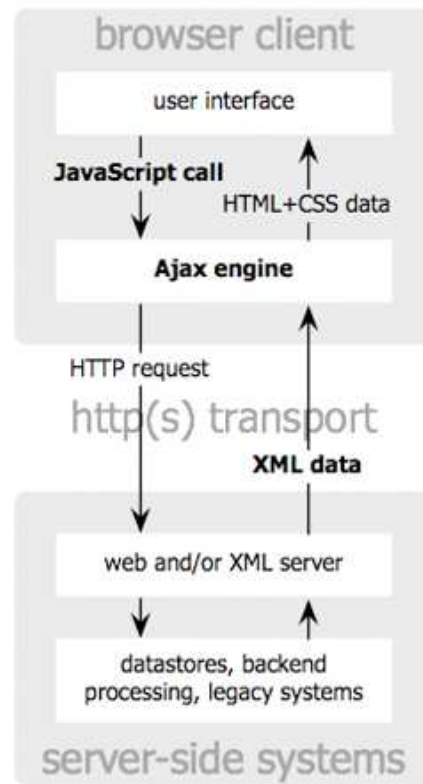 browser client
user interface
JavaScript call
HTML+CSS data
Ajax engine
HTTP request
http(s) transport
XML data
web and/or XML server
datastores, backend
processing, legacy systems
server-side systems